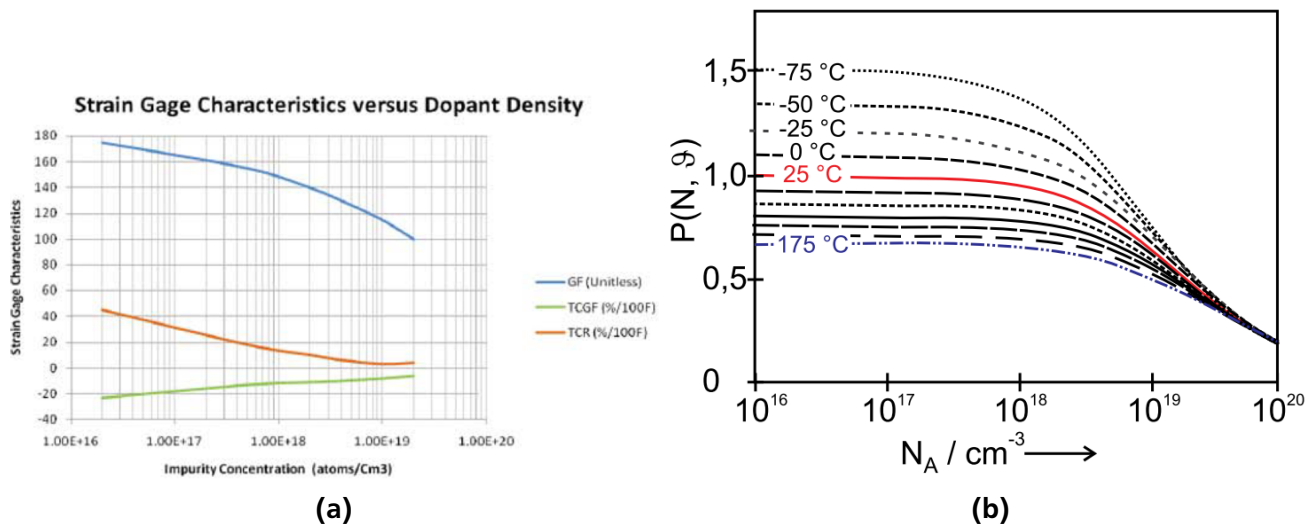 Strain Gage Characteristics versus Dopant Density
180
160
140
120
100
80
60
40
20
0
-20
-40
Strain Gage Characteristics
1.00E+16 1.00E+17 1.00E+18 1.00E+19 1.00E+20
Impurity Concentration (atoms/Cm3)
GF (Unitless)
TCGF (%/100F)
TCR (%/100F)
(a)
P(N, ϑ)
1,5
1,0
0,5
0
-75 °C
-50 °C
-25 °C
0 °C
25 °C
175 °C
10^16 10^17 10^18 10^19 10^20
N_A / cm^-3
(b)